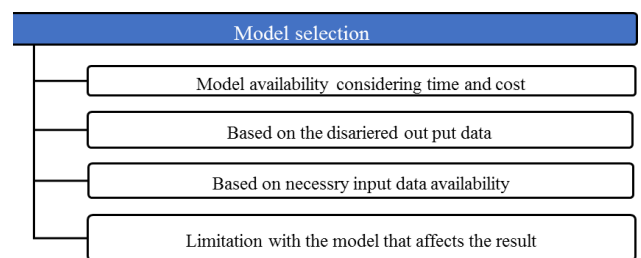 Model selection
Model availability considering time and cost
Based on the disariered out put data
Based on necessry input data availability
Limitation with the model that affects the result